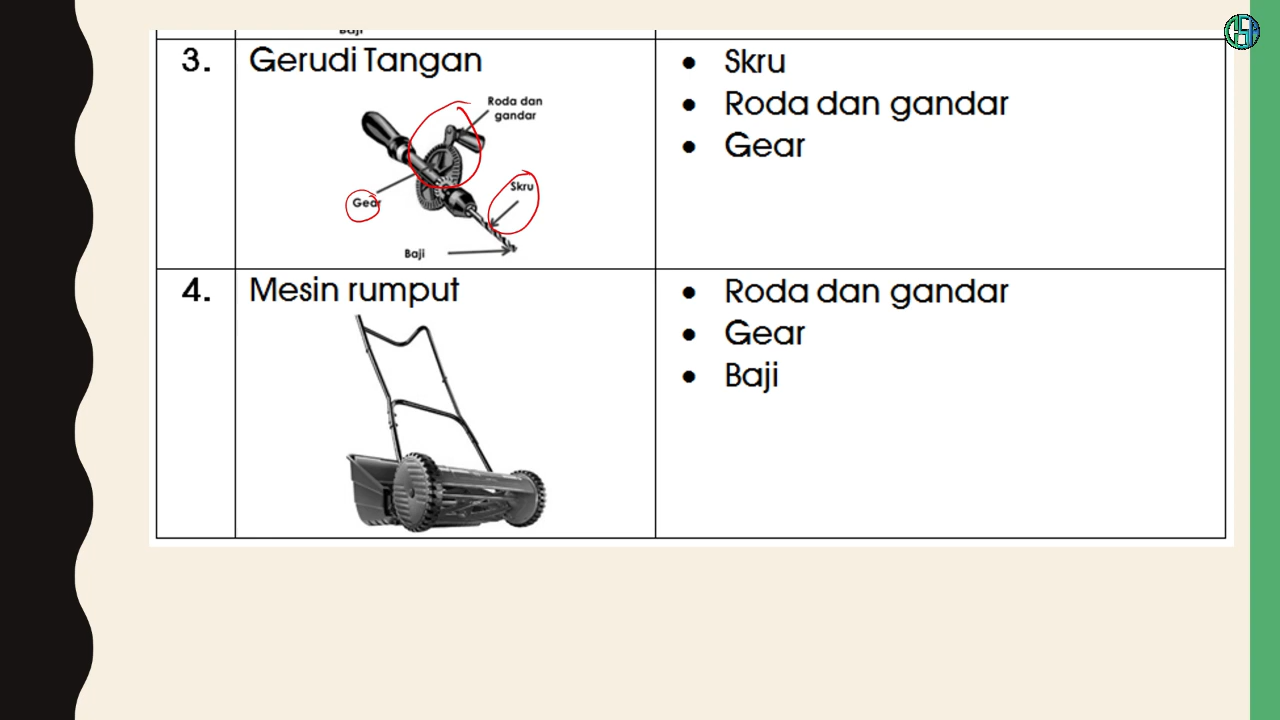 Baji
3. Gerudi Tangan
Roda dan
gandar
Gear
Skru
Baji
• Skru
• Roda dan gandar
• Gear
4. Mesin rumput
• Roda dan gandar
• Gear
• Baji